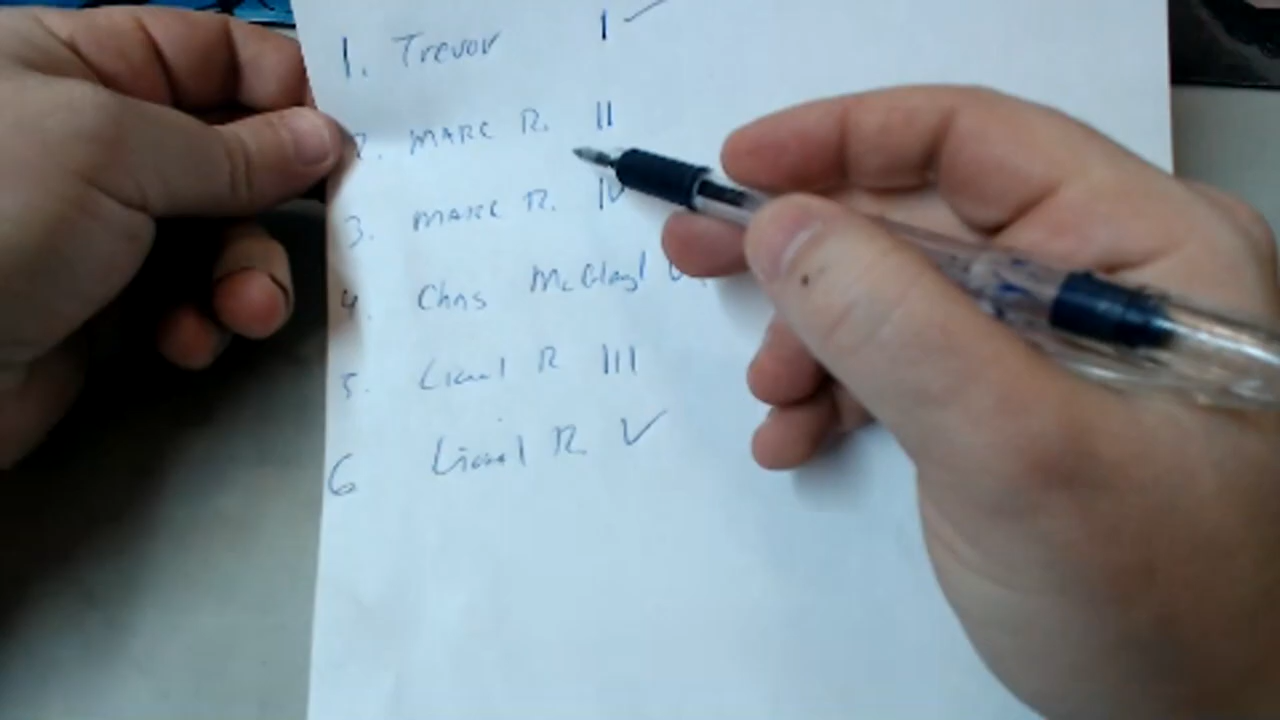 1. Trevor I ✓
2. MARC R. II
3. MARC R. IV
4. Chris
5. Lionel R III
6 Lionel R V